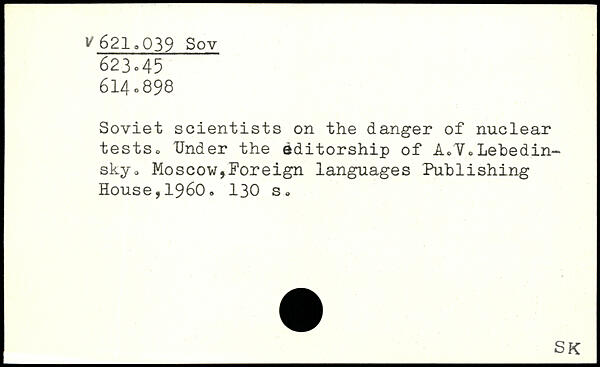 V 621.039 Sov
623.45
614.898
Soviet scientists on the danger of nuclear
tests. Under the editorship of A.V.Lebedin-
sky. Moscow,Foreign languages Publishing
House,1960. 130 s.
SK